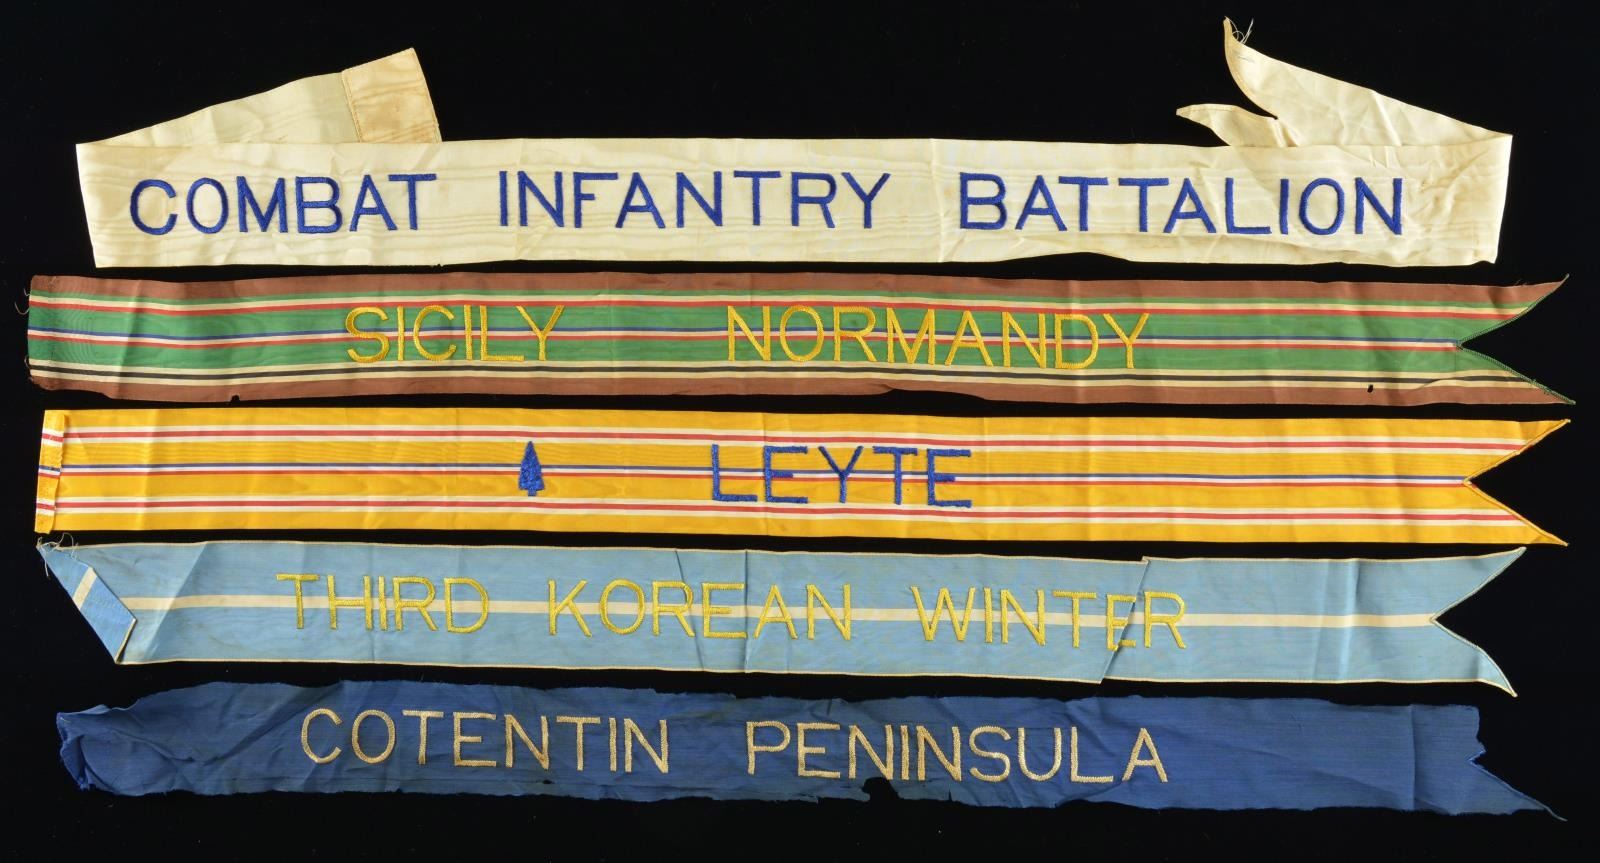 COMBAT INFANTRY BATTALION
SICILY NORMANDY
LEYTE
THIRD KOREAN WINTER
COTENTIN PENINSULA